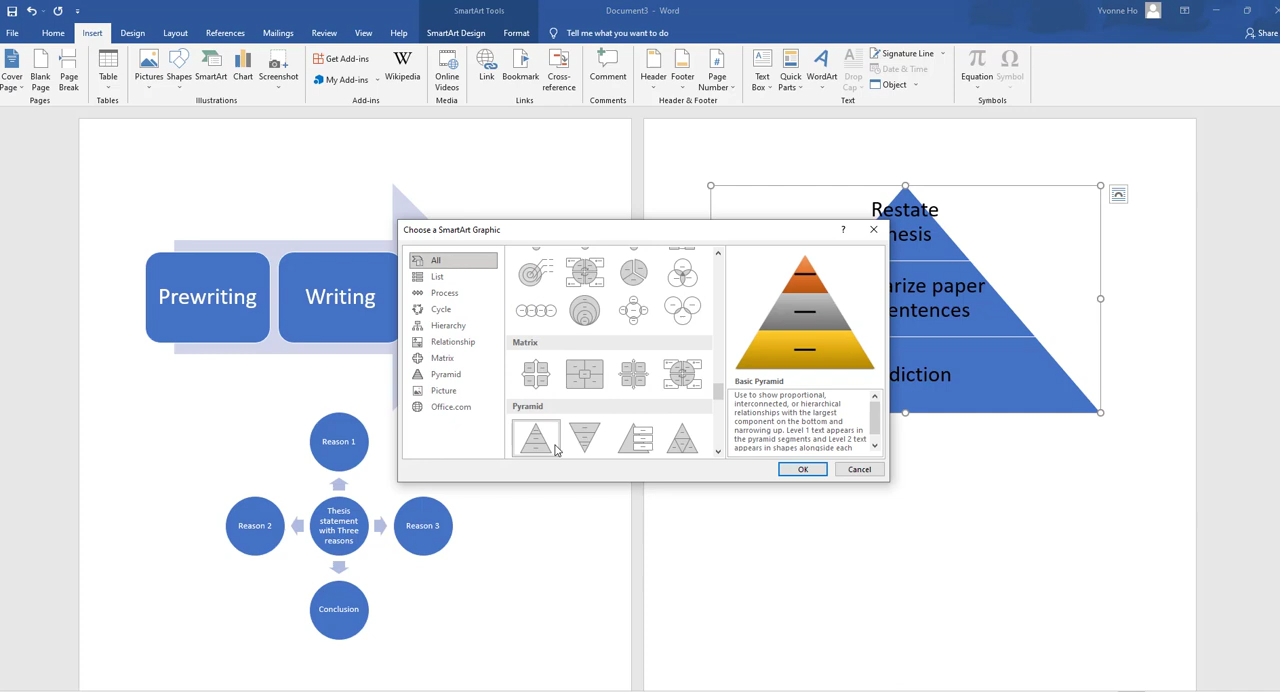 SmartArt Tools
Document3 - Word
Yvonne Ho
File Home Insert Design Layout References Mailings Review View Help SmartArt Design Format Tell me what you want to do
Share
Cover Page
Blank Page
Page Break
Pages
Table
Tables
Pictures
Shapes
SmartArt
Chart
Screenshot
Illustrations
Get Add-ins
My Add-ins
Wikipedia
Add-ins
Online Videos
Media
Link
Bookmark
Cross-reference
Links
Comment
Comments
Header
Footer
Page Number
Header & Footer
Text Box
Quick Parts
WordArt
Drop Cap
Signature Line
Date & Time
Object
Text
Equation
Symbol
Symbols
Prewriting
Writing
Reason 1
Reason 2
Thesis
statement
with Three
reasons
Reason 3
Conclusion
Restate
Choose a SmartArt Graphic
?
All
List
Process
Cycle
Hierarchy
Relationship
Matrix
Pyramid
Picture
Office.com
Matrix
Pyramid
Basic Pyramid
Use to show proportional,
interconnected, or hierarchical
relationships with the largest
component on the bottom and
narrowing up. Level 1 text appears in
the pyramid segments and Level 2 text
appears in shapes alongside each
OK
Cancel
hesis
arize paper
entences
diction